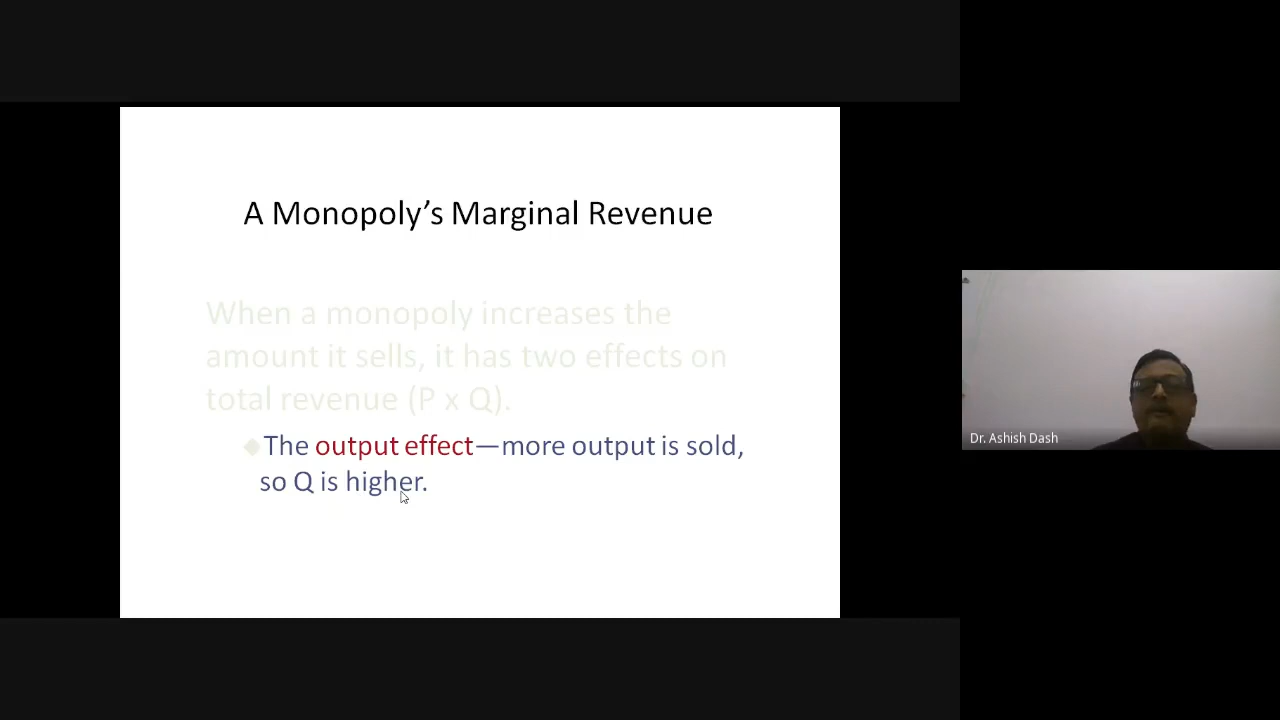 A Monopoly’s Marginal Revenue
When a monopoly increases the
amount it sells, it has two effects on
total revenue (P x Q).
The output effect—more output is sold,
so Q is higher.
Dr. Ashish Dash